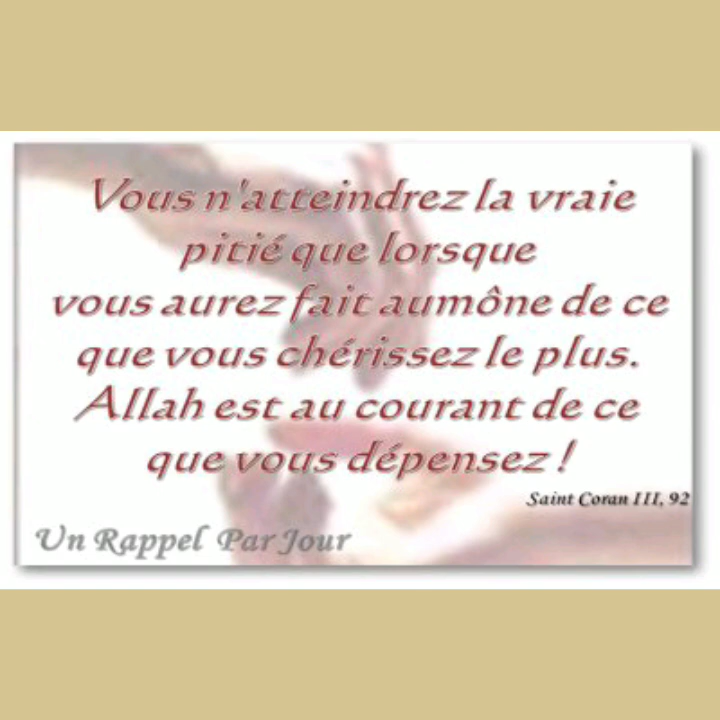 Vous n'atteindrez la vraie
pitié que lorsque
vous aurez fait aumône de ce
que vous chérissez le plus.
Allah est au courant de ce
que vous dépensez !
Saint Coran III, 92
Un Rappel Par Jour